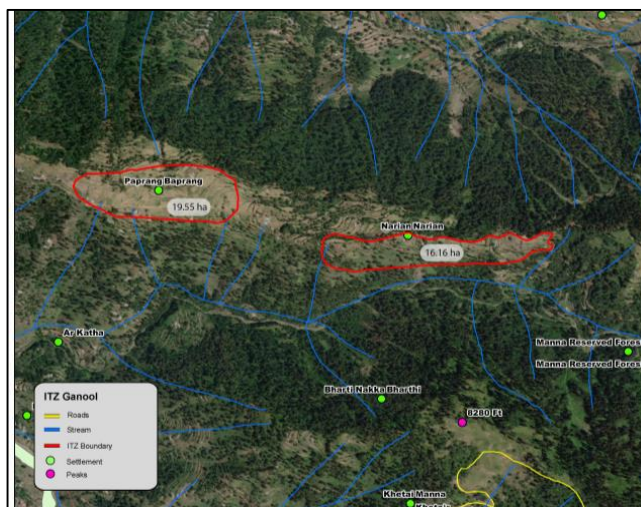 Paprang Baprang
19.55 ha
Narian Narian
16.16 ha
Ar Katha
Manna Reserved Fores
Manna Reserved Fores
Bharti Nakka Bharthi
8280 Ft
Khetai Manna
ITZ Ganool
Roads
Stream
ITZ Boundary
Settlement
Peaks